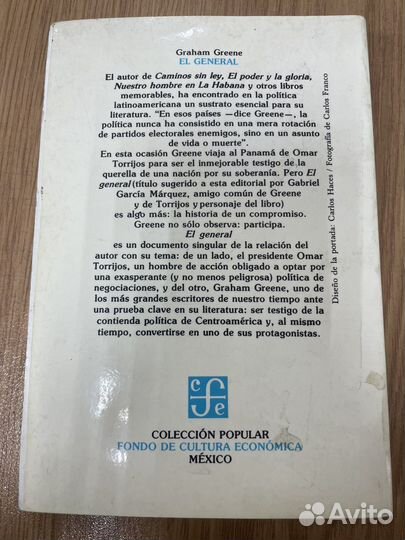 Graham Greene
EL GENERAL
El autor de Caminos sin ley, El poder y la gloria,
Nuestro hombre en La Habana y otros libros
memorables, ha encontrado en la política
latinoamericana un sustrato esencial para su
literatura. "En esos países —dice Greene—, la
política nunca ha consistido en una mera rotación
de partidos electorales enemigos, sino en un asunto
de vida o muerte".
En esta ocasión Greene viaja al Panamá de Omar
Torrijos para ser el inmejorable testigo de la
querella de una nación por su soberanía. Pero El
general (título sugerido a esta editorial por Gabriel
García Márquez, amigo común de Greene
y de Torrijos y personaje del libro)
es algo más: la historia de un compromiso.
Greene no sólo observa: participa.
El general
es un documento singular de la relación del
autor con su tema: de un lado, el presidente Omar
Torrijos, un hombre de acción obligado a optar por
una exasperante (y no menos peligrosa) política de
negociaciones, y del otro, Graham Greene, uno de
los más grandes escritores de nuestro tiempo ante
una prueba clave en su literatura: ser testigo de la
contienda política de Centroamérica y, al mismo
tiempo, convertirse en uno de sus protagonistas.
Diseño de la portada: Carlos Haces / Fotografía de Carlos Franco
cfe
COLECCIÓN POPULAR
FONDO DE CULTURA ECONÓMICA
MÉXICO
Avito